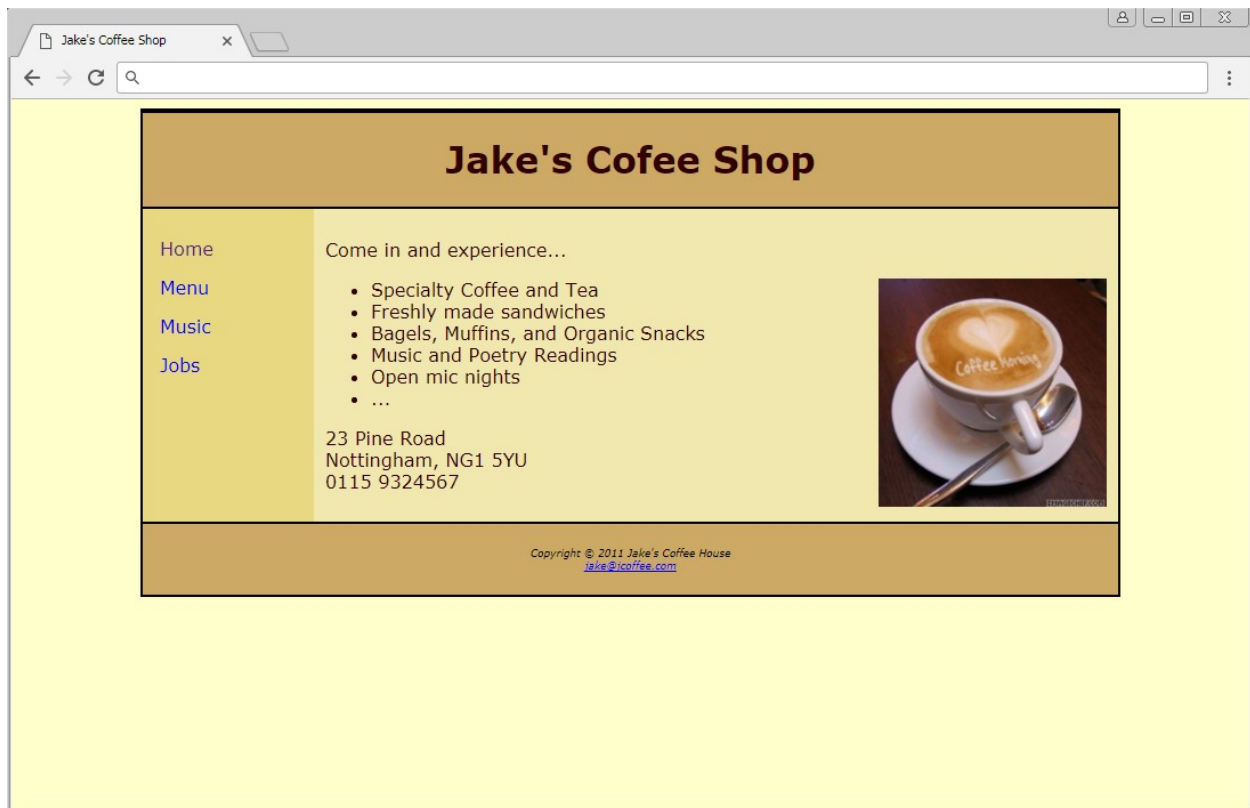 Jake's Coffee Shop
Jake's Cofee Shop
Home
Menu
Music
Jobs
Come in and experience...
• Specialty Coffee and Tea
• Freshly made sandwiches
• Bagels, Muffins, and Organic Snacks
• Music and Poetry Readings
• Open mic nights
• ...
23 Pine Road
Nottingham, NG1 5YU
0115 9324567
Coffee
Copyright © 2011 Jake's Coffee House
jake@jcoffee.com